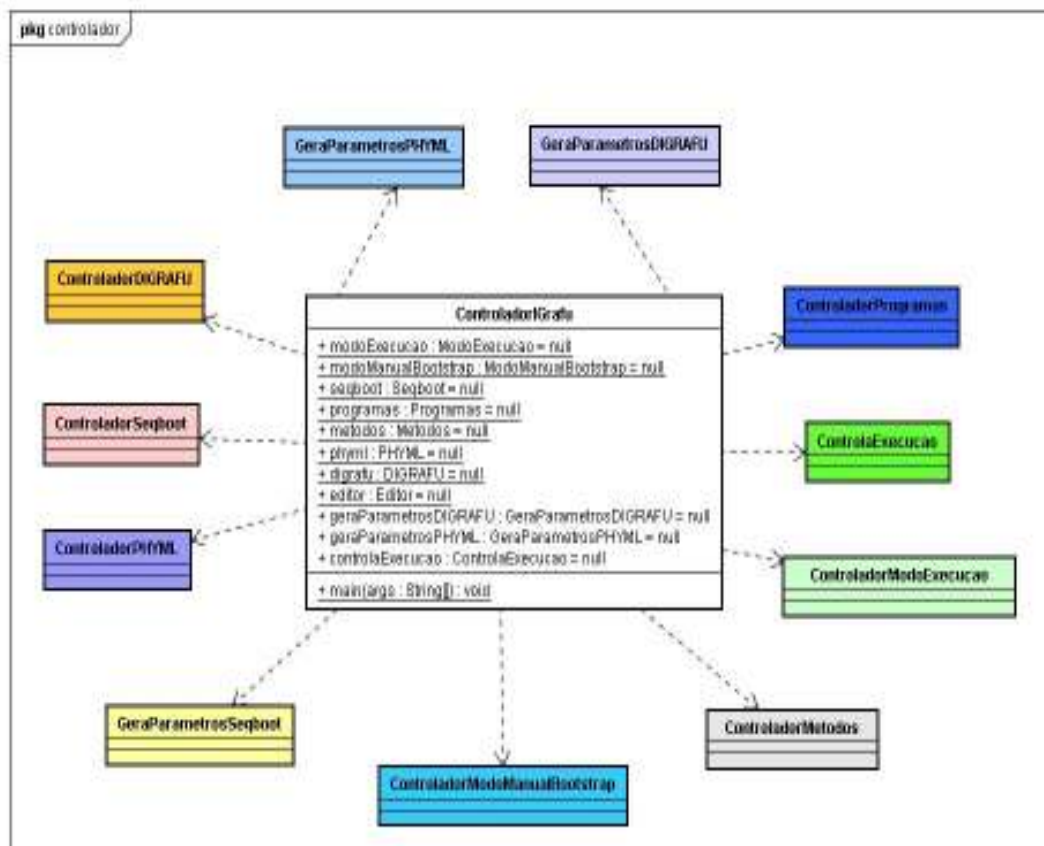 pkg controlador
GeraParametrosPHYML
GeraParametrosDIGRAFU
ControladorDIGRAFU
ControladorIGrafu
ControladorProgramas
+ modoExecucao : ModoExecucao = null
+ modoManualBootstrap : ModoManualBootstrap = null
+ seqboot : Seqboot = null
+ programas : Programas = null
+ metodos : Metodos = null
+ phyml : PHYML = null
+ digrafu : DIGRAFU = null
+ editor : Editor = null
+ geraParametrosDIGRAFU : GeraParametrosDIGRAFU = null
+ geraParametrosPHYML : GeraParametrosPHYML = null
+ controlaExecucao : ControlaExecucao = null
+ main(args : String[]) : void
ControladorSeqboot
ControlaExecucao
ControladorPHYML
ControladorModoExecucao
GeraParametrosSeqboot
ControladorMetodos
ControladorModoManualBootstrap